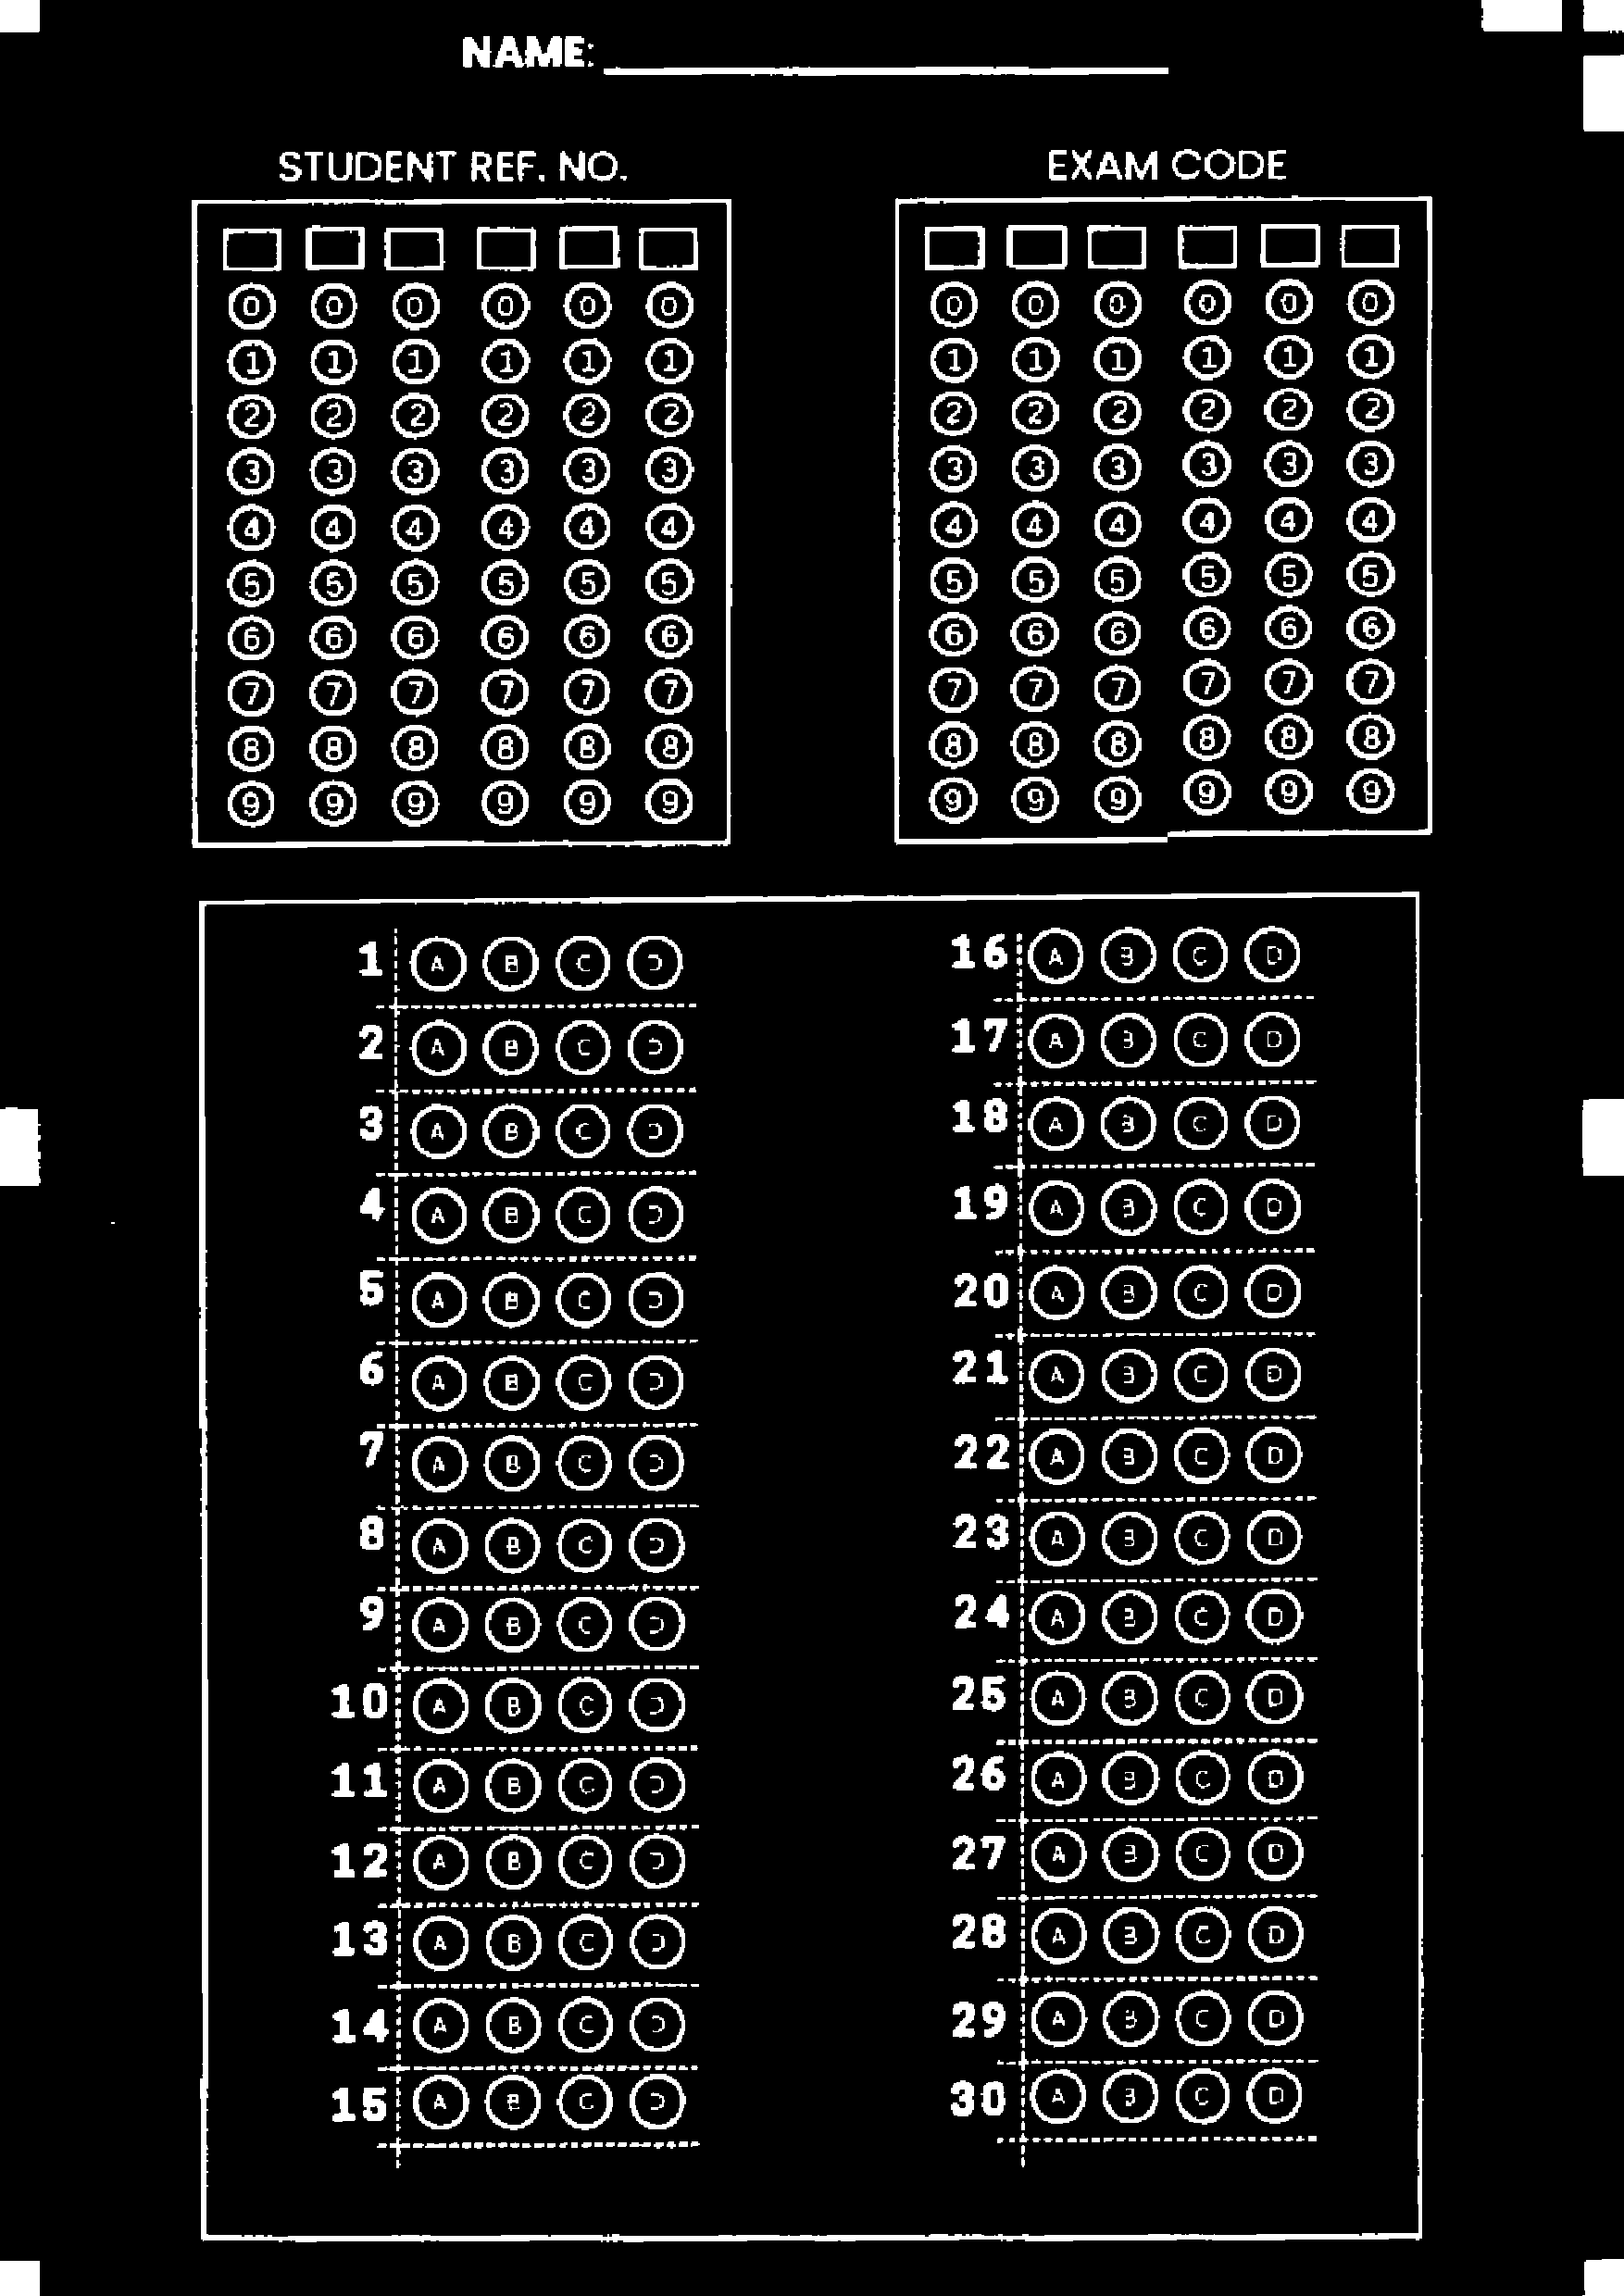 NAME:
STUDENT REF. NO.
0 0 0 0 0 0
1 1 1 1 1 1
2 2 2 2 2 2
3 3 3 3 3 3
4 4 4 4 4 4
5 5 5 5 5 5
6 6 6 6 6 6
7 7 7 7 7 7
8 8 8 8 8 8
9 9 9 9 9 9
EXAM CODE
0 0 0 0 0 0
1 1 1 1 1 1
2 2 2 2 2 2
3 3 3 3 3 3
4 4 4 4 4 4
5 5 5 5 5 5
6 6 6 6 6 6
7 7 7 7 7 7
8 8 8 8 8 8
9 9 9 9 9 9
1 A B C D
2 A B C D
3 A B C D
4 A B C D
5 A B C D
6 A B C D
7 A B C D
8 A B C D
9 A B C D
10 A B C D
11 A B C D
12 A B C D
13 A B C D
14 A B C D
15 A B C D
16 A B C D
17 A B C D
18 A B C D
19 A B C D
20 A B C D
21 A B C D
22 A B C D
23 A B C D
24 A B C D
25 A B C D
26 A B C D
27 A B C D
28 A B C D
29 A B C D
30 A B C D